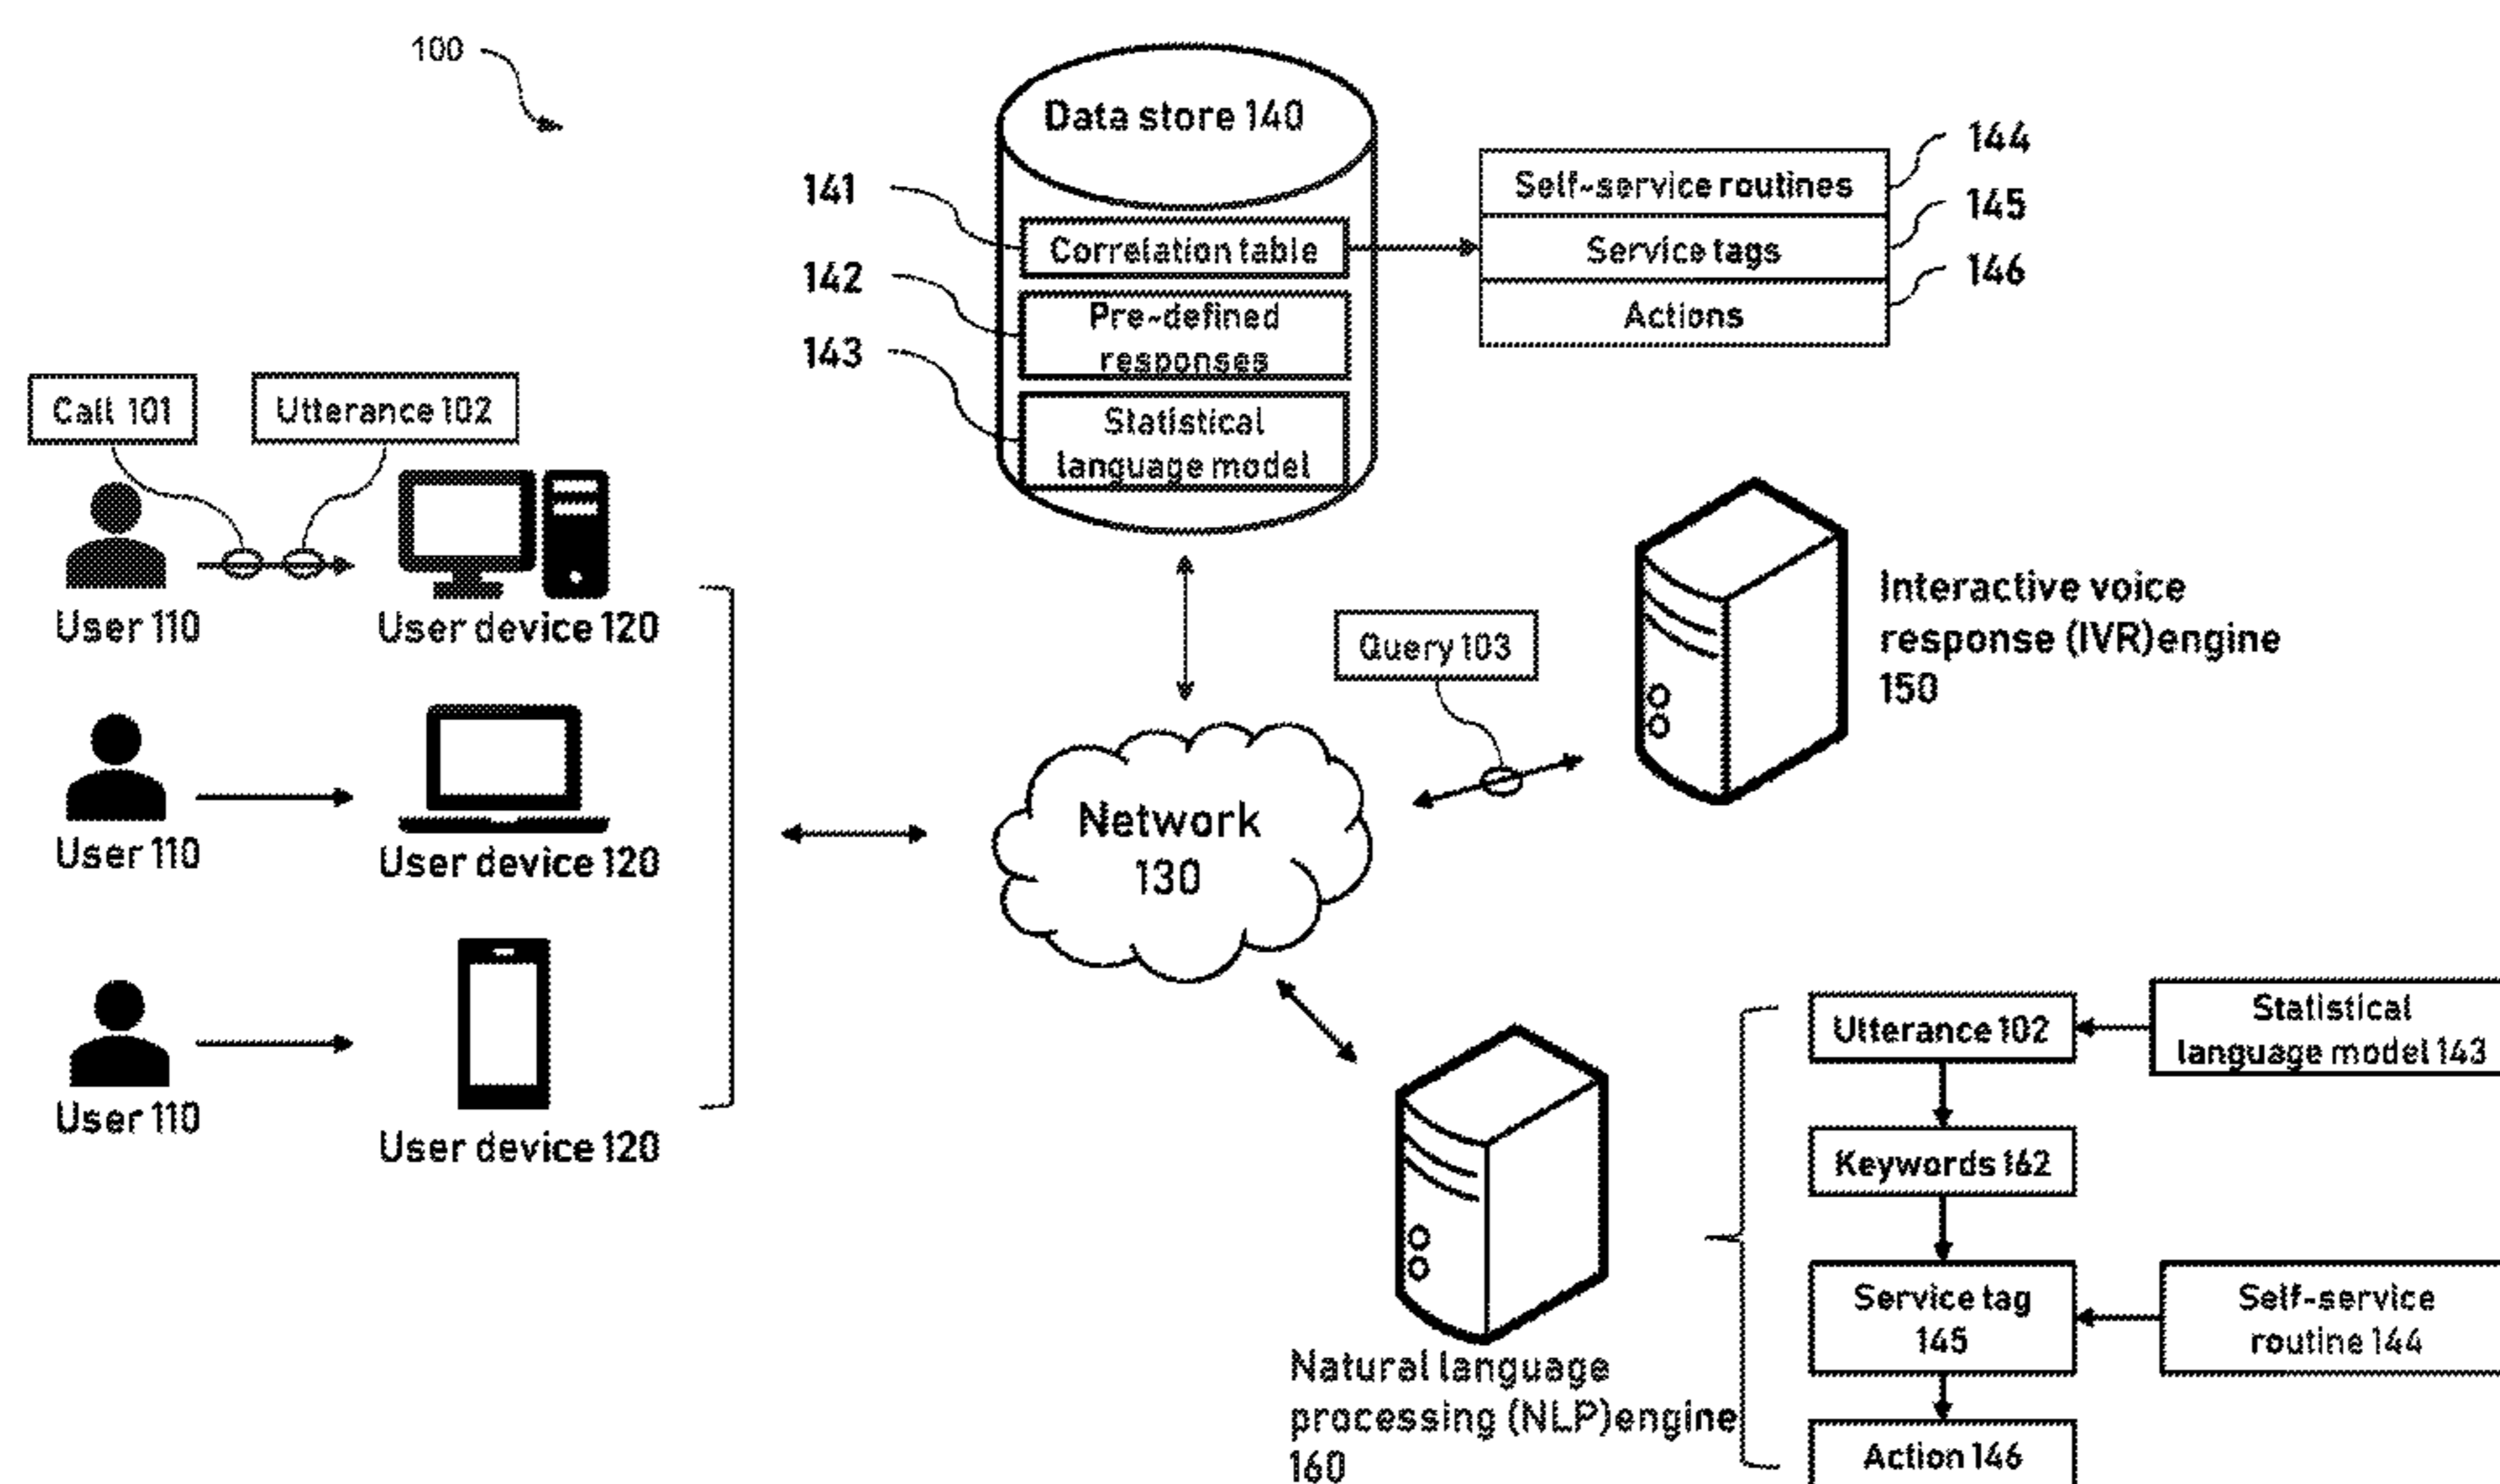 100
Data store 140
141
Correlation table
142
Pre-defined
responses
143
Statistical
language model
Self-service routines
144
Service tags
145
Actions
146
Call 101
Utterance 102
User 110
User device 120
User 110
User device 120
User 110
User device 120
Network
130
Query 103
Interactive voice
response (IVR)engine
150
Natural language
processing (NLP)engine
160
Utterance 102
Statistical
language model 143
Keywords 162
Service tag
145
Self-service
routine 144
Action 146